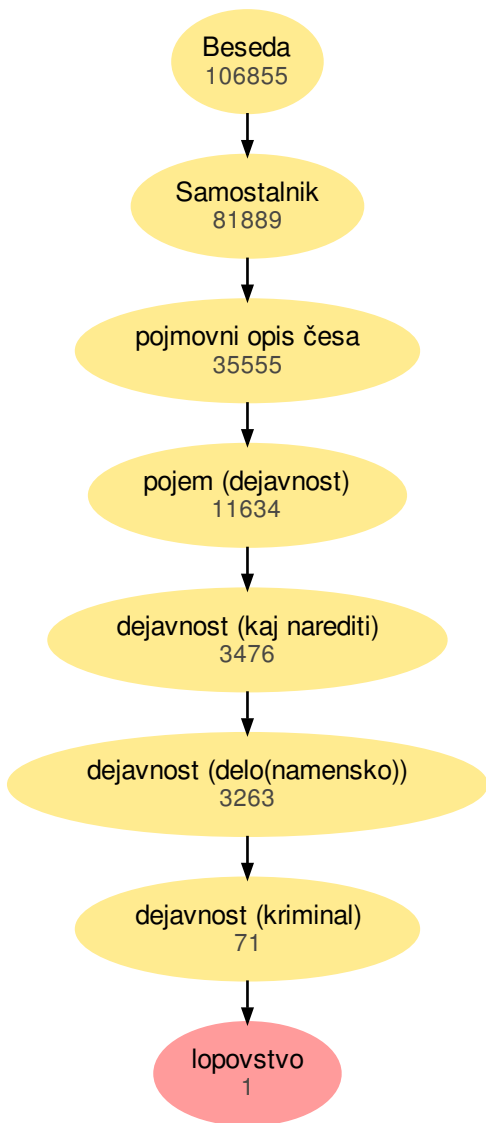 Beseda
106855
Samostalnik
81889
pojmovni opis česa
35555
pojem (dejavnost)
11634
dejavnost (kaj narediti)
3476
dejavnost (delo(namensko))
3263
dejavnost (kriminal)
71
lopovstvo
1